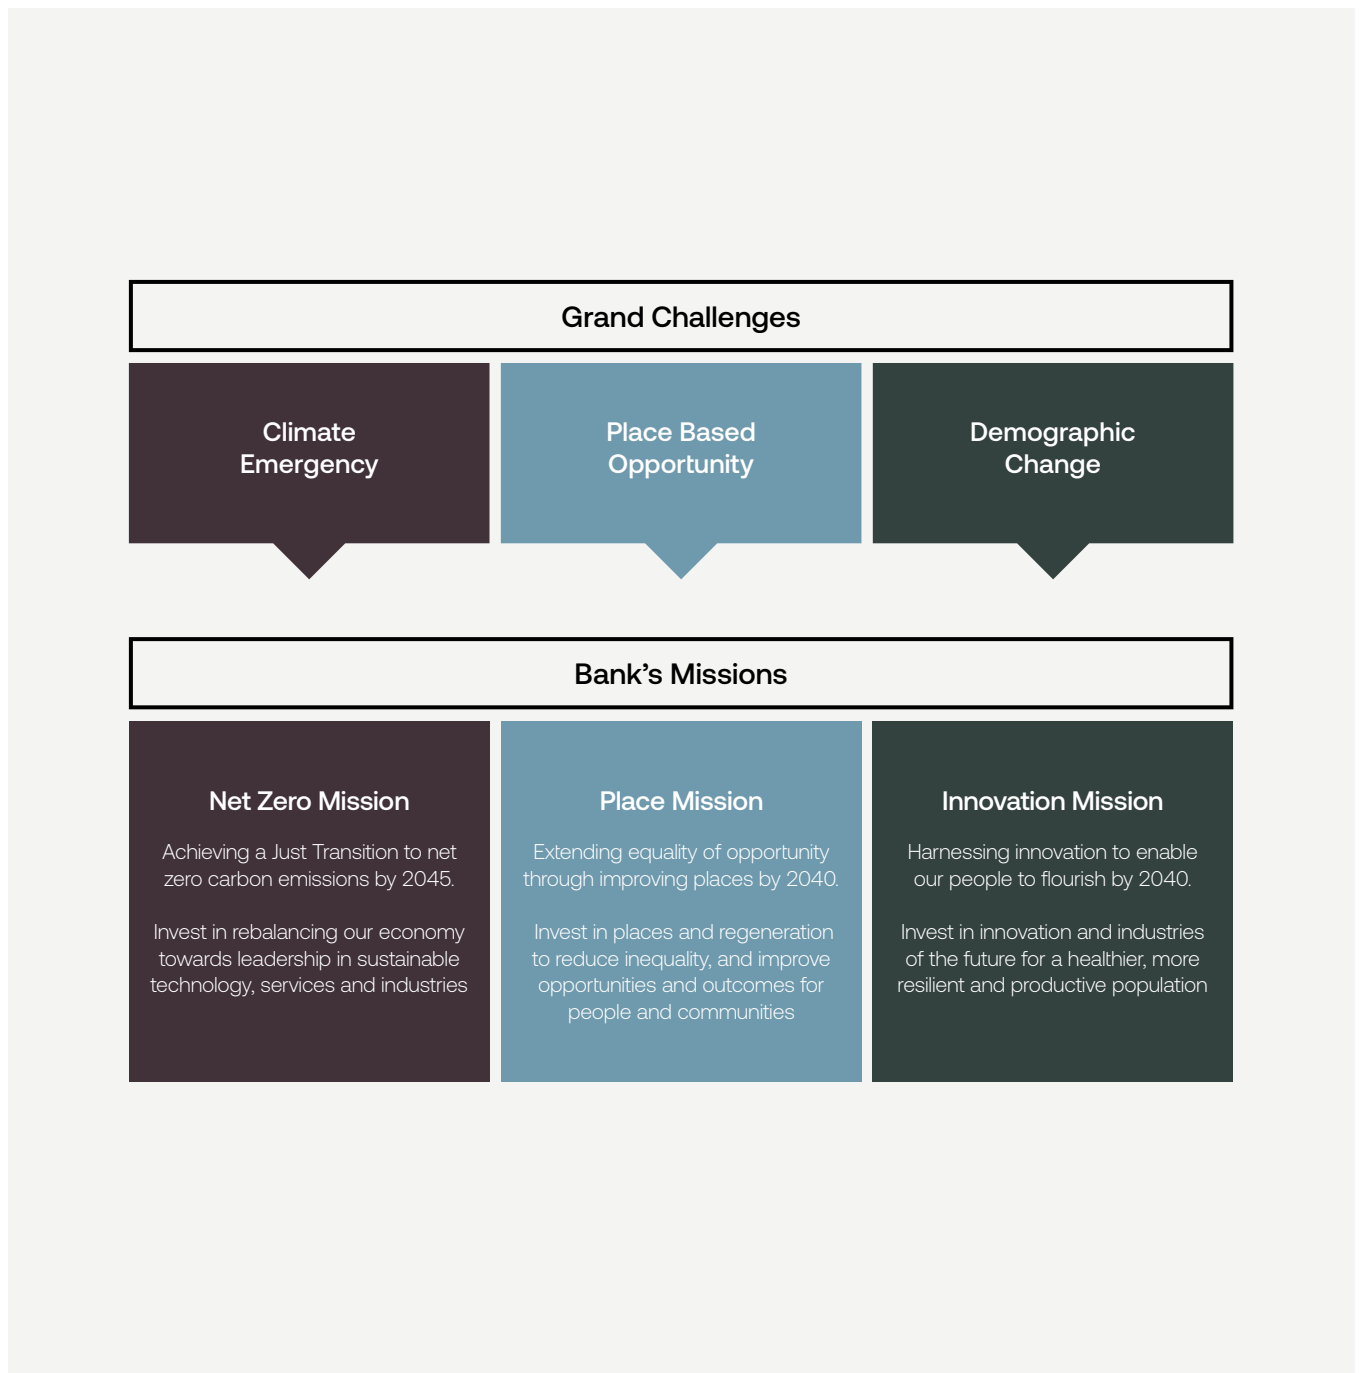 Grand Challenges
Climate
Emergency
Place Based
Opportunity
Demographic
Change
Bank’s Missions
Net Zero Mission
Achieving a Just Transition to net
zero carbon emissions by 2045.
Invest in rebalancing our economy
towards leadership in sustainable
technology, services and industries
Place Mission
Extending equality of opportunity
through improving places by 2040.
Invest in places and regeneration
to reduce inequality, and improve
opportunities and outcomes for
people and communities
Innovation Mission
Harnessing innovation to enable
our people to flourish by 2040.
Invest in innovation and industries
of the future for a healthier, more
resilient and productive population